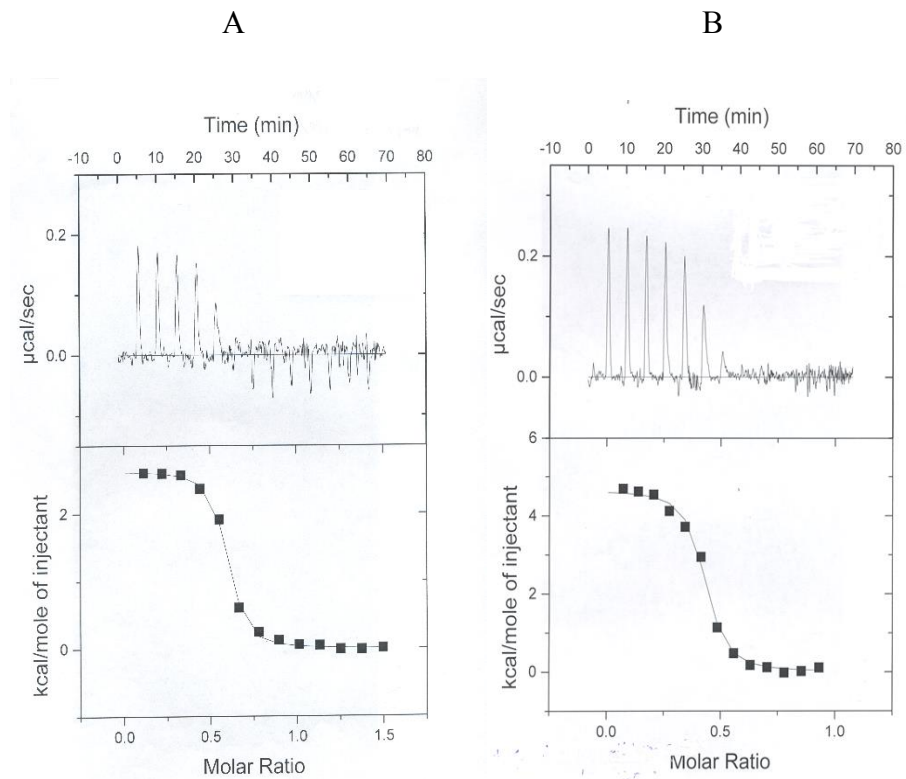 A
B
Time (min)
-10 0 10 20 30 40 50 60 70 80
0.2
0.0
µcal/sec
2
0
kcal/mole of injectant
0.0 0.5 1.0 1.5
Molar Ratio
Time (min)
-10 0 10 20 30 40 50 60 70 80
0.2
0.0
µcal/sec
6
4
2
0
kcal/mole of injectant
0.0 0.5 1.0
Molar Ratio